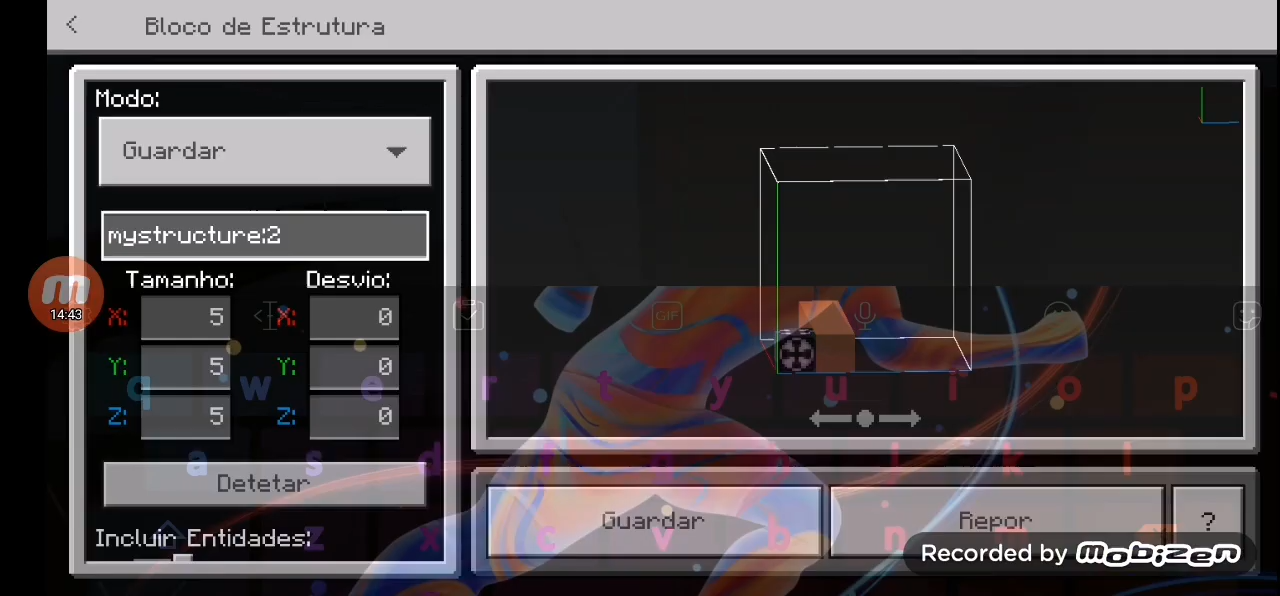 Bloco de Estrutura
Modo:
Guardar
mystructure:2
Tamanho: Desvio:
X: 5 X: 0
Y: 5 Y: 0
Z: 5 Z: 0
Detetar
Incluir Entidades:
Guardar Repor ?
14:43
GIF
q w e r t y u i o p
a s d f g h j k l
z x c v b n m
Recorded by mobizen